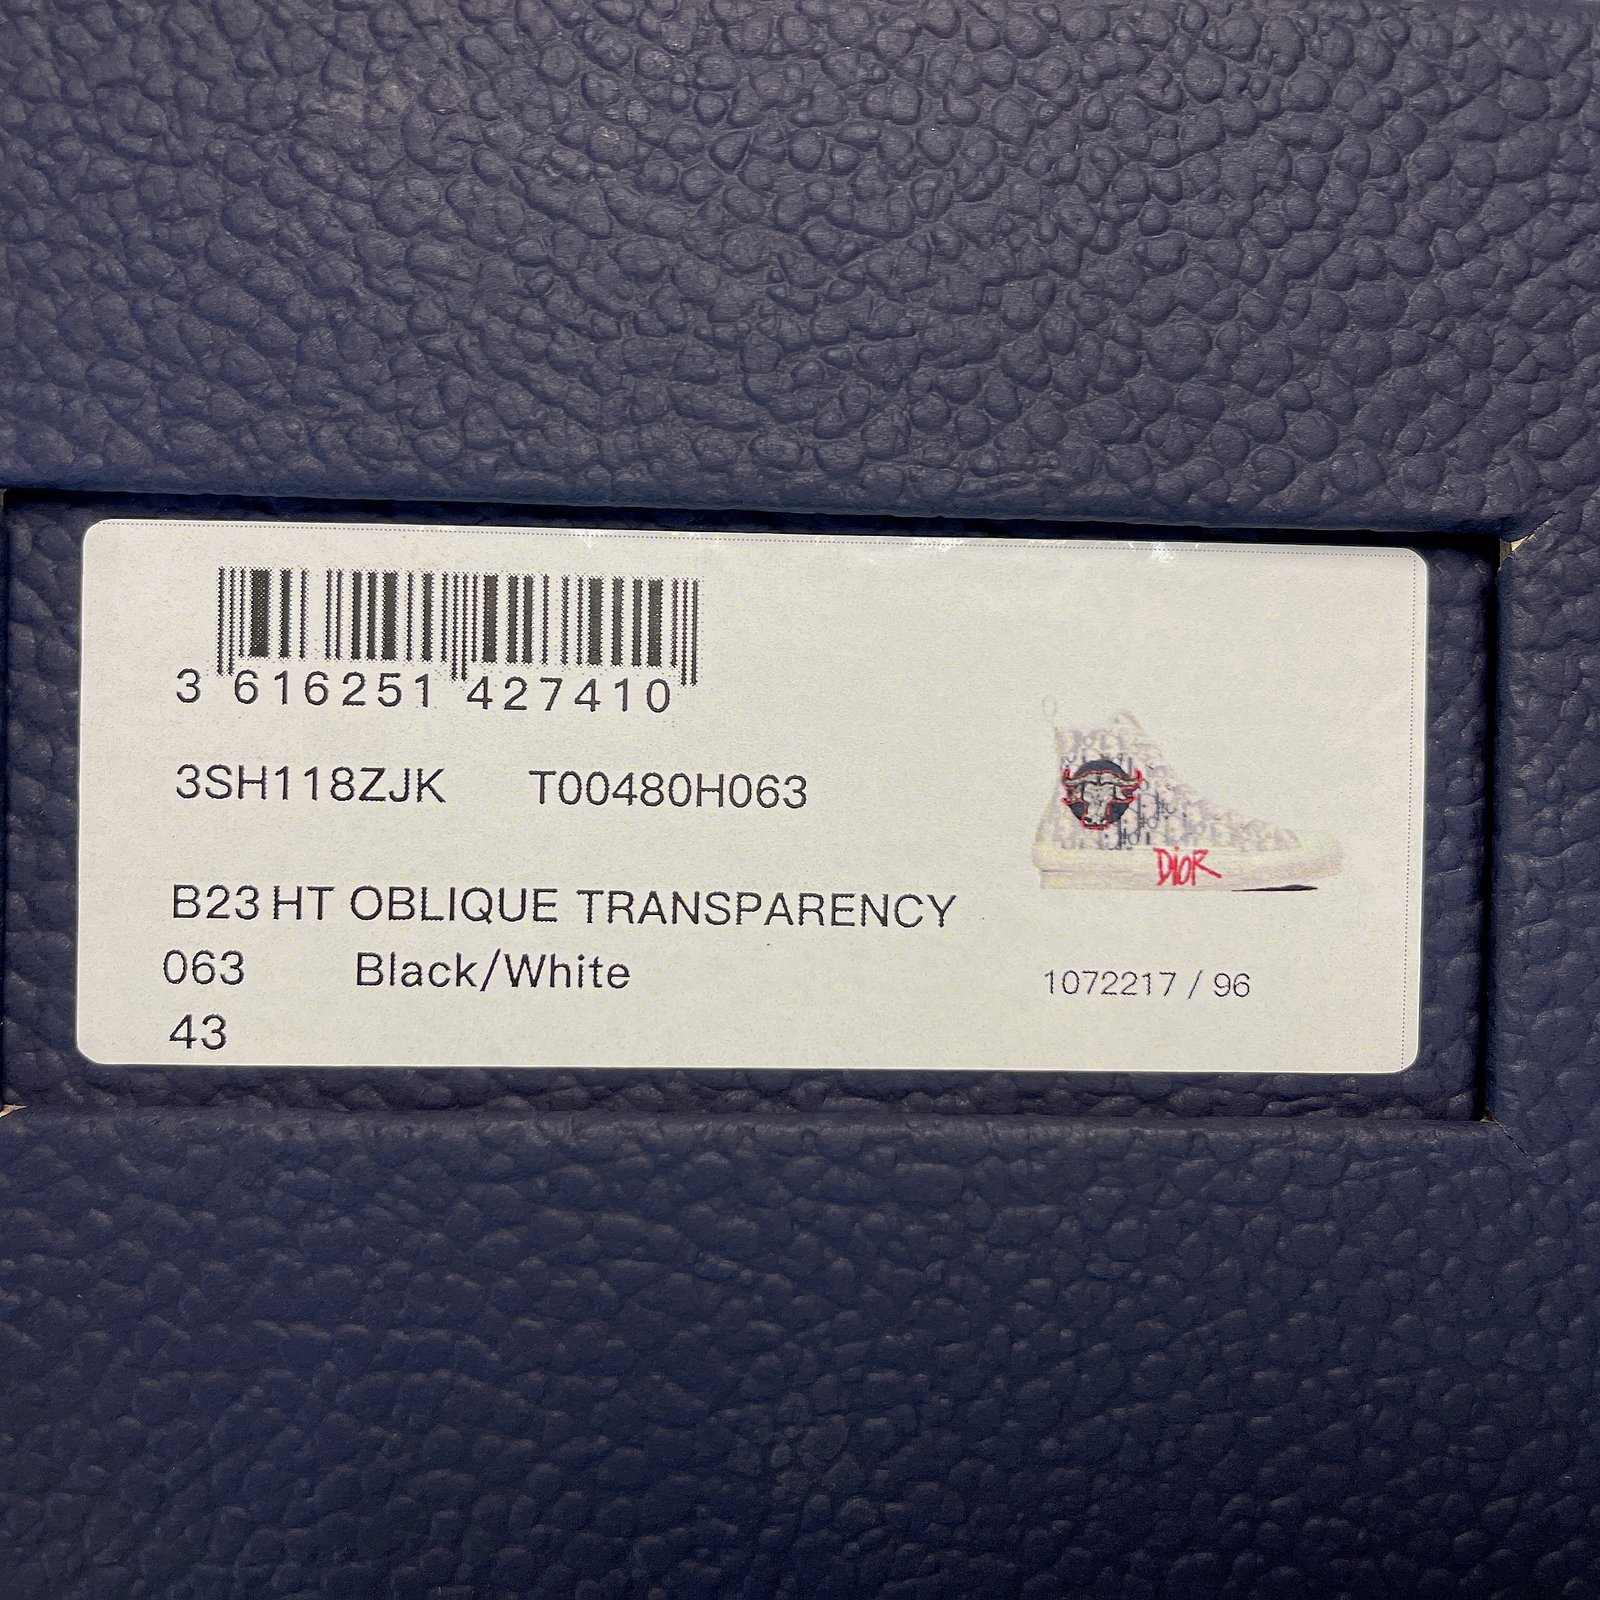 3 616251 427410
3SH118ZJK T00480H063
DioR
B23 HT OBLIQUE TRANSPARENCY
063 Black/White
1072217 / 96
43